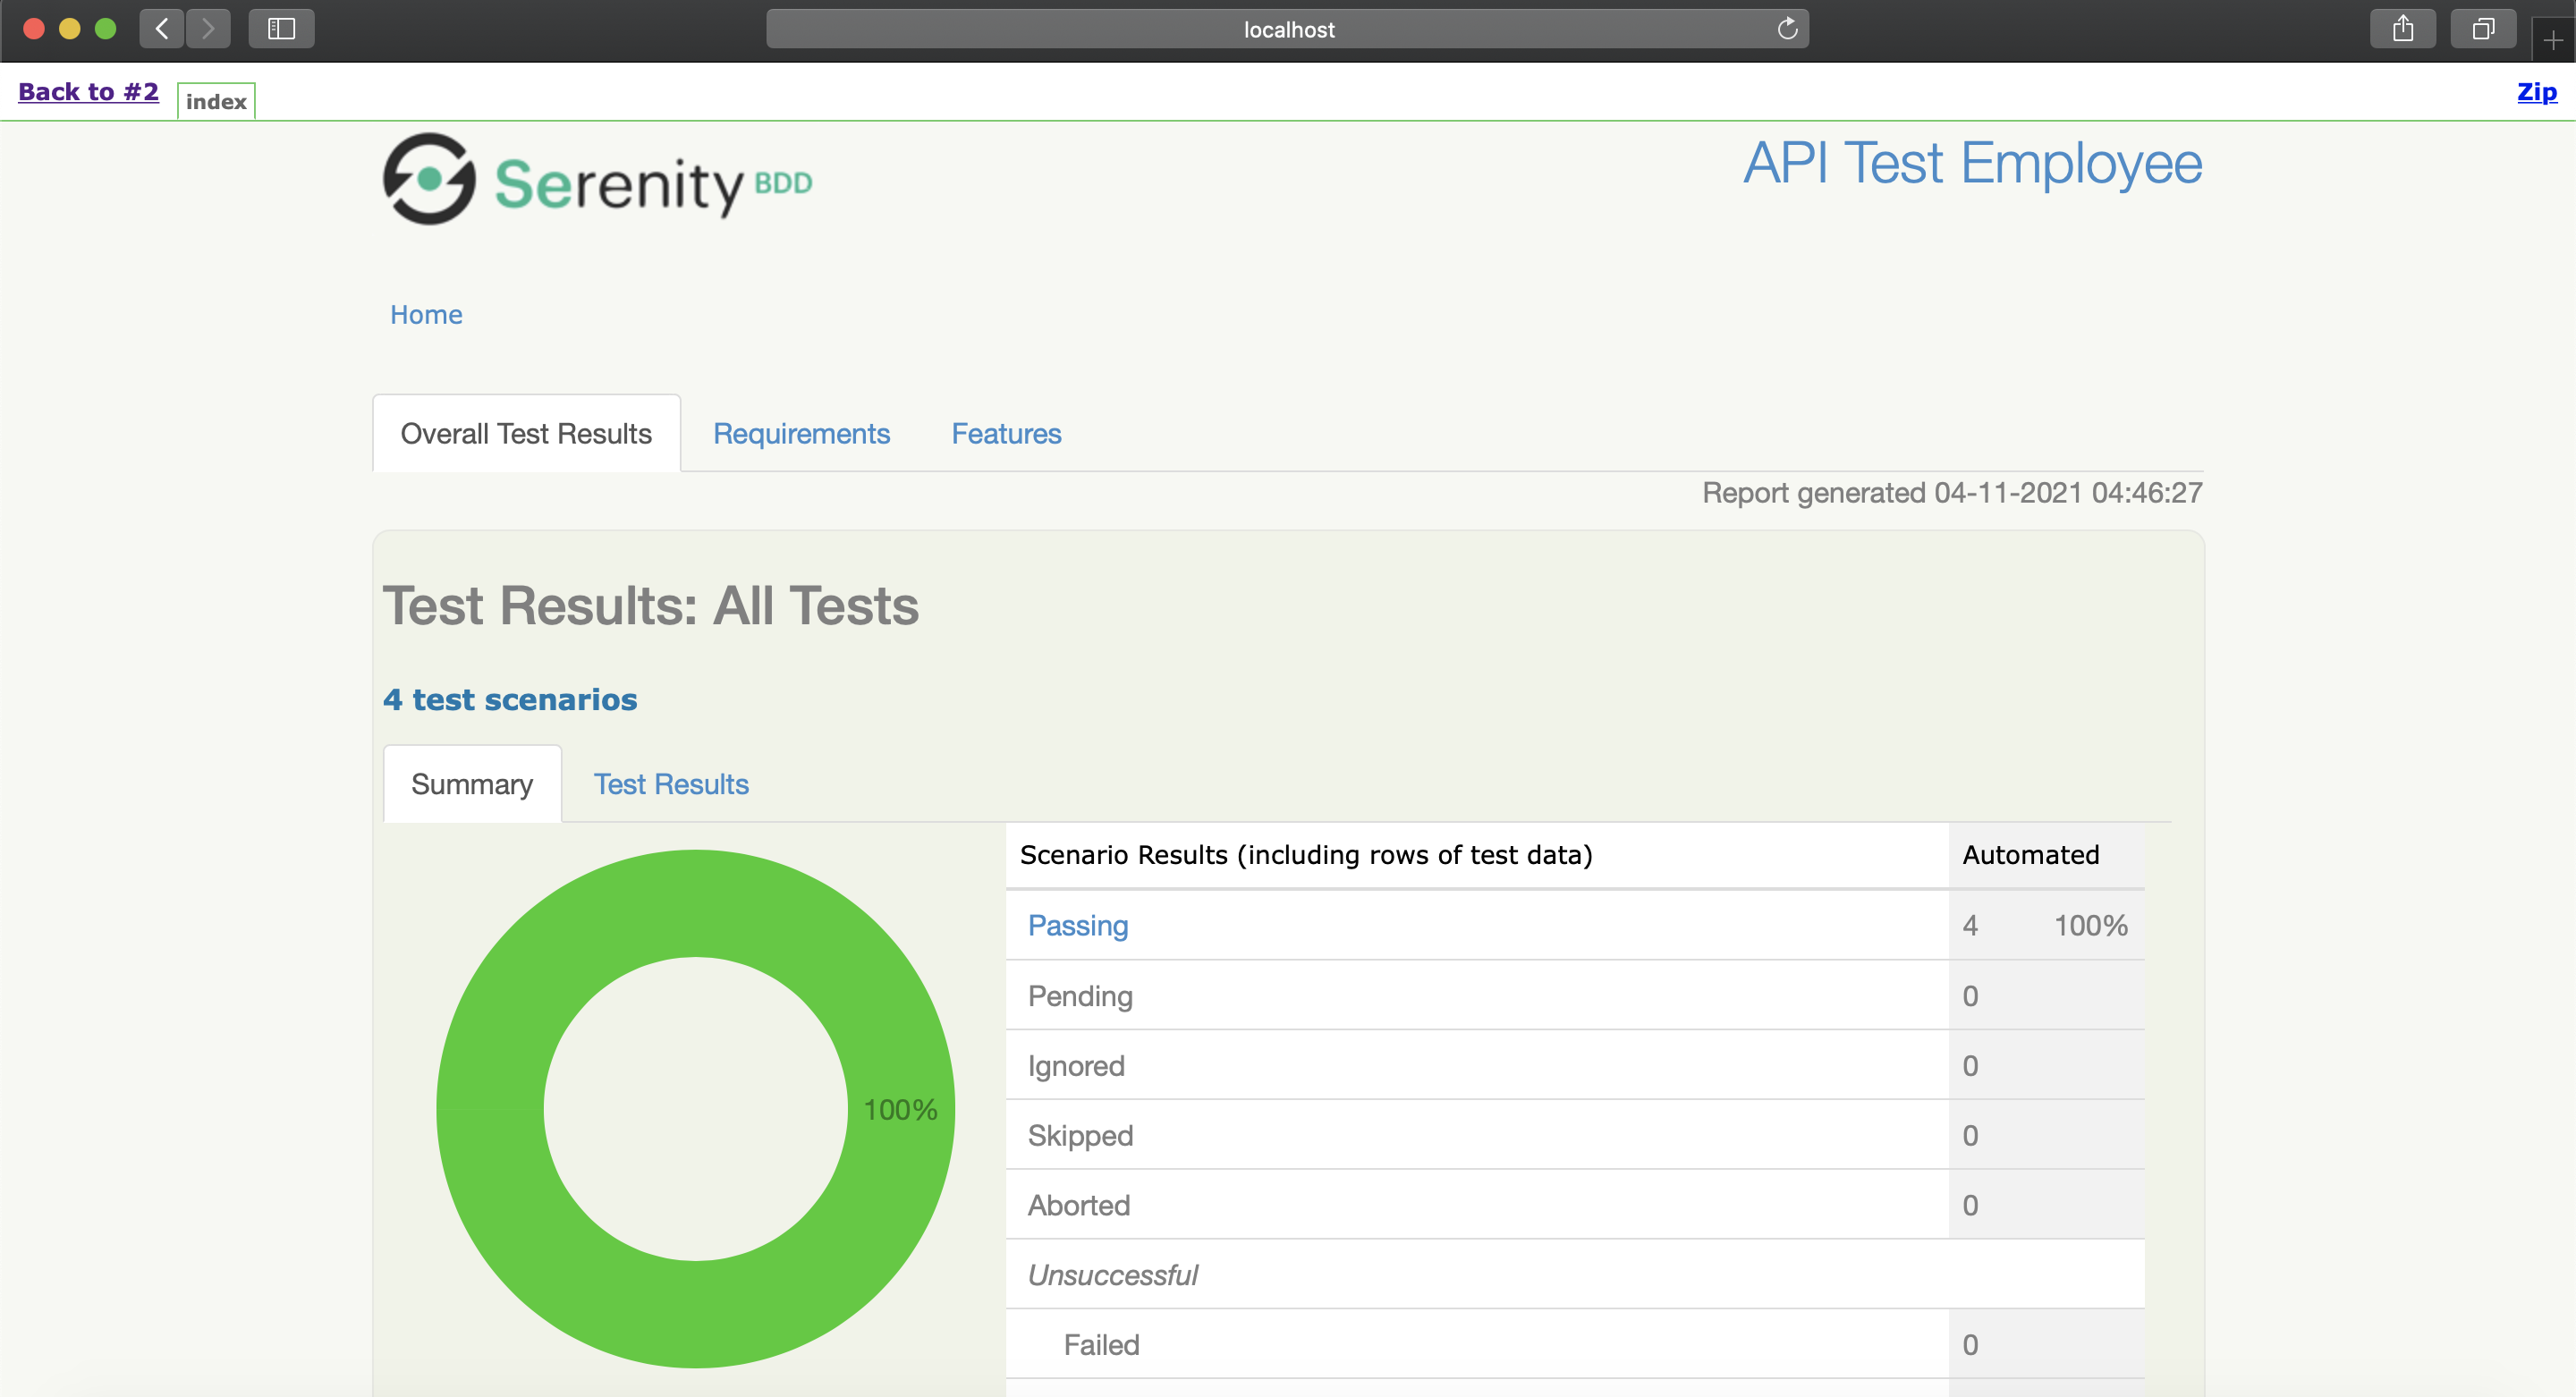 localhost
Back to #2 index Zip
Serenity BDD API Test Employee
Home
Overall Test Results Requirements Features
Report generated 04-11-2021 04:46:27
Test Results: All Tests
4 test scenarios
Summary Test Results
Scenario Results (including rows of test data) Automated
Passing 4 100%
Pending 0
Ignored 0
100%
Skipped 0
Aborted 0
Unsuccessful
Failed 0